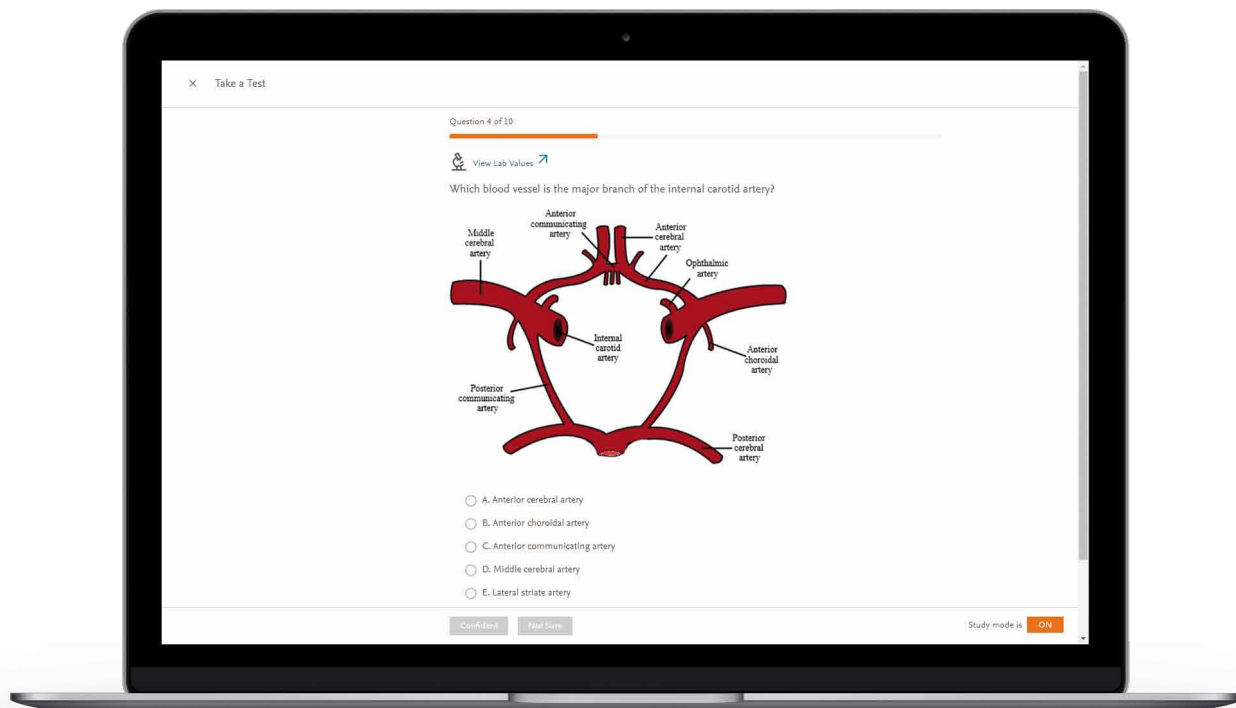 × Take a Test
Question 4 of 10
View Lab Values
Which blood vessel is the major branch of the internal carotid artery?
Anterior
communicating
artery
Middle
cerebral
artery
Anterior
cerebral
artery
Ophthalmic
artery
Internal
carotid
artery
Anterior
choroidal
artery
Posterior
communicating
artery
Posterior
cerebral
artery
A. Anterior cerebral artery
B. Anterior choroidal artery
C. Anterior communicating artery
D. Middle cerebral artery
E. Lateral striate artery
Confident
Not Sure
Study mode is ON